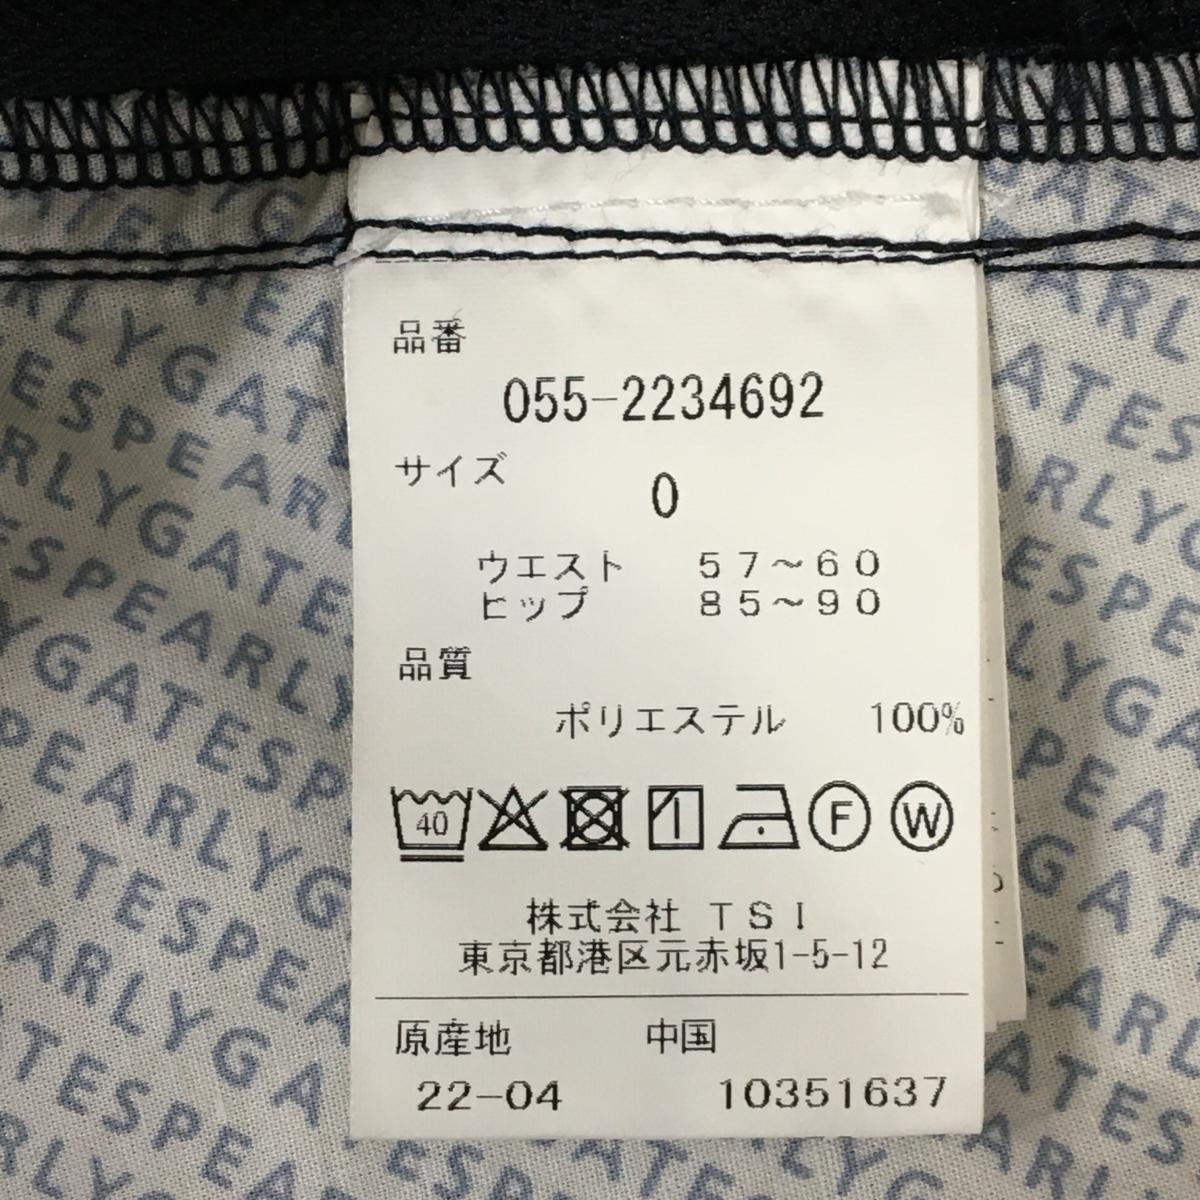 品番
055-2234692
サイズ
0
ウエスト 57~60
ヒップ 85~90
品質
ポリエステル 100%
40 F W
株式会社 TSI
東京都港区元赤坂1-5-12
原産地 中国
22-04 10351637
PEARLYGATES